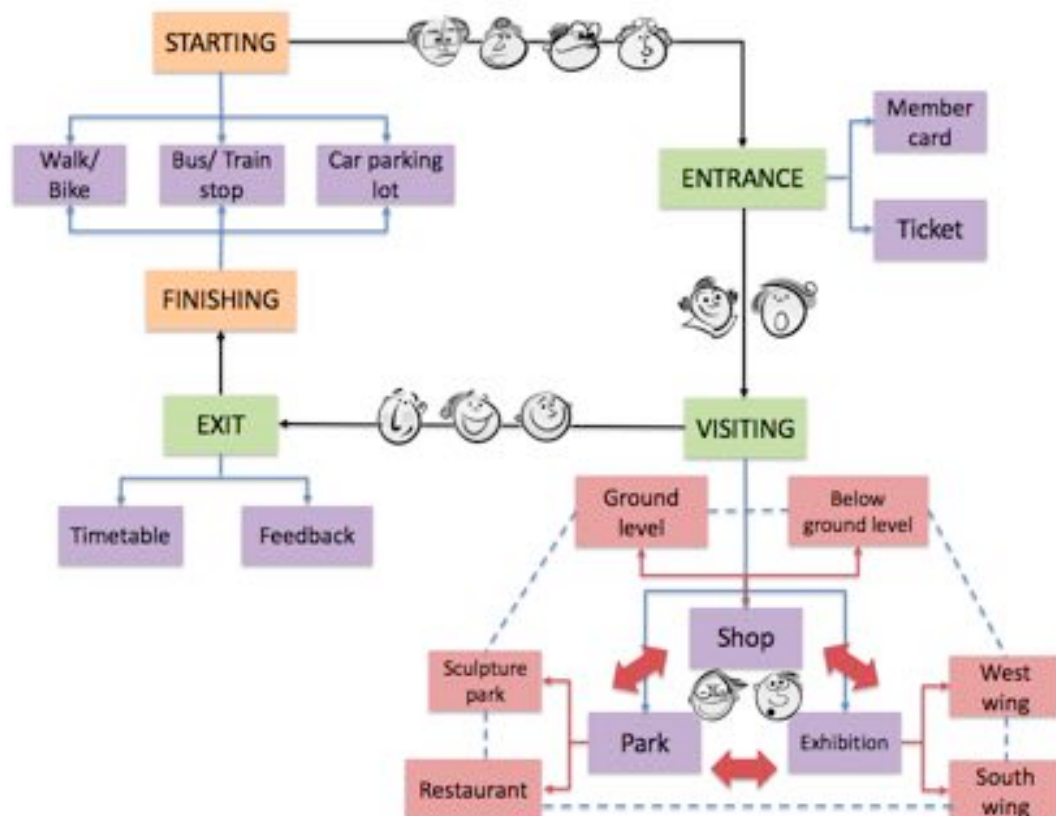 STARTING
Member
card
Walk/
Bike
Bus/ Train
stop
Car parking
lot
ENTRANCE
Ticket
FINISHING
EXIT
VISITING
Timetable
Feedback
Ground
level
Below
ground level
Shop
Sculpture
park
West
wing
Park
Exhibition
Restaurant
South
wing